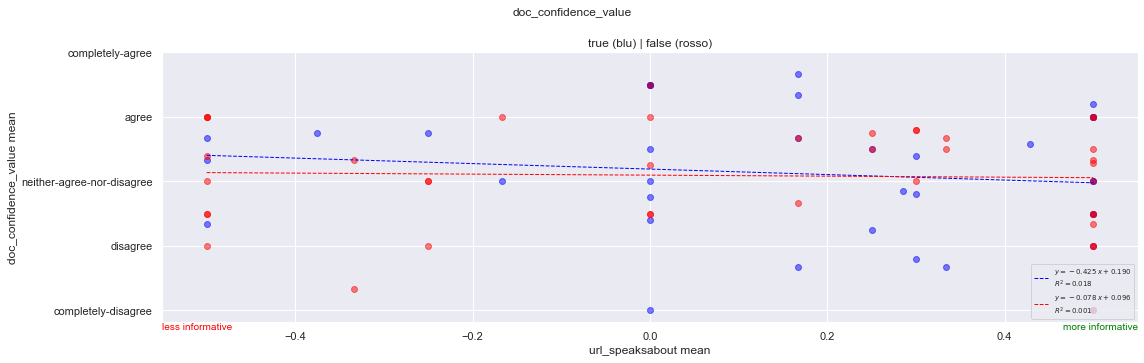 doc_confidence_value
true (blu) | false (rosso)
completely-agree
agree
neither-agree-nor-disagree
disagree
completely-disagree
doc_confidence_value mean
y = −0.425 x + 0.190
R² = 0.018
y = −0.078 x + 0.096
R² = 0.001
less informative
more informative
−0.4
−0.2
0.0
0.2
0.4
url_speaksabout mean